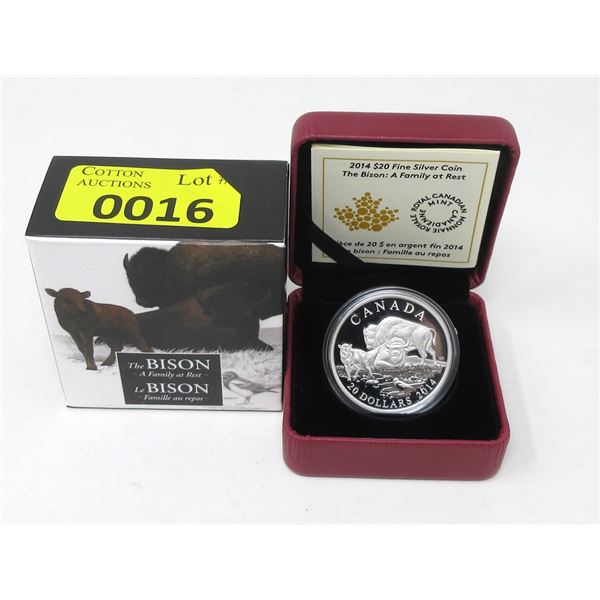 COTTON
AUCTIONS
Lot
0016
The BISON
– A Family at Rest –
Le BISON
– Famille au repos –
2014 $20 Fine Silver Coin
The Bison: A Family at Rest
ROYAL CANADIAN MINT
MONNAIE ROYALE CANADIENNE
de 20 $ en argent fin 2014
bison : Famille au repos
CANADA
20 DOLLARS 2014